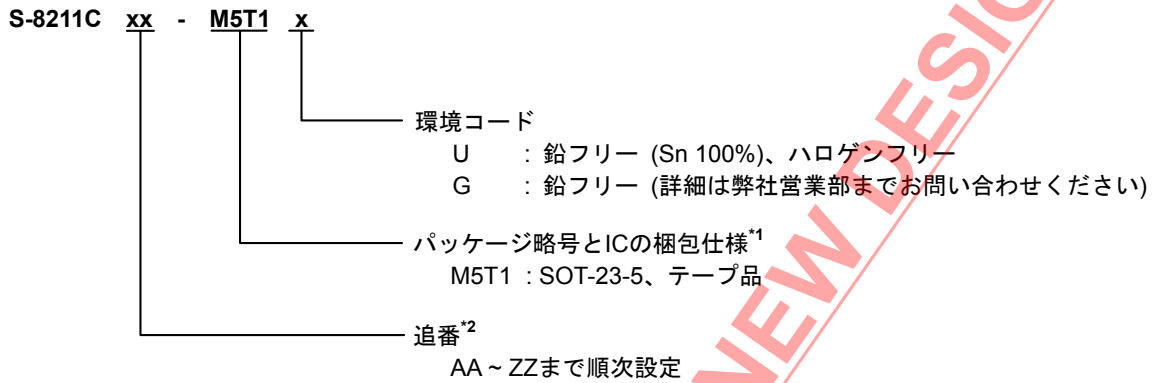 S-8211C xx - M5T1 x
環境コード
U : 鉛フリー (Sn 100%)、ハロゲンフリー
G : 鉛フリー (詳細は弊社営業部までお問い合わせください)
パッケージ略号とICの梱包仕様*1
M5T1 : SOT-23-5、テープ品
追番*2
AA ~ ZZまで順次設定
NEW DESIG